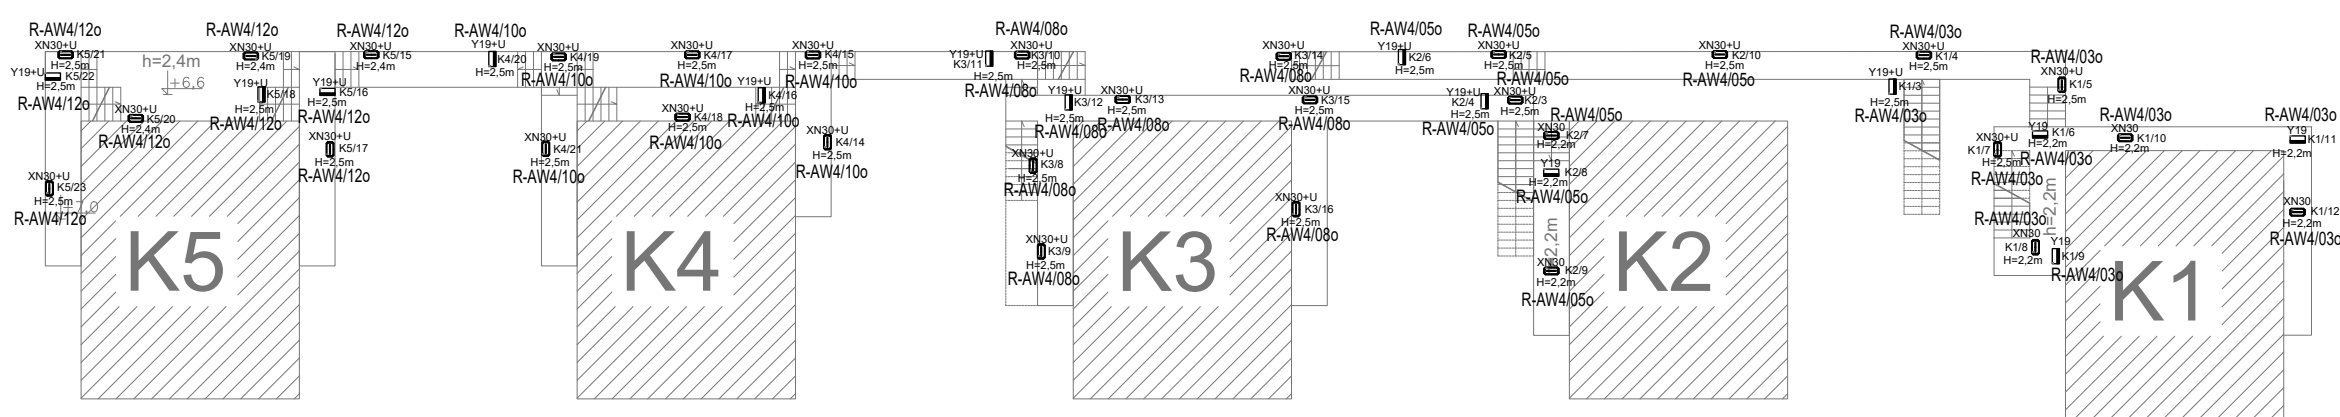 R-AW4/12o
XN30+U
K5/21
H=2,5m
Y19+U
K5/22
H=2,5m
R-AW4/12o
h=2,4m
+6,6
XN30+U
K5/20
H=2,4m
R-AW4/12o
XN30+U
K5/23
H=2,5m
R-AW4/12o
R-AW4/12o
XN30+U
K5/19
H=2,4m
Y19+U
K5/18
H=2,5m
R-AW4/12o
R-AW4/12o
XN30+U
K5/15
H=2,4m
Y19+U
K5/16
H=2,5m
R-AW4/12o
K5/17
H=2,5m
R-AW4/12o
K5
R-AW4/10o
Y19+U
K4/20
H=2,5m
XN30+U
K4/19
H=2,5m
R-AW4/10o
XN30+U
K4/21
H=2,5m
R-AW4/10o
XN30+U
K4/17
H=2,5m
R-AW4/10o
XN30+U
K4/18
H=2,5m
R-AW4/10o
Y19+U
K4/16
H=2,5m
R-AW4/10o
XN30+U
K4/15
H=2,5m
R-AW4/10o
XN30+U
K4/14
H=2,5m
R-AW4/10o
K4
R-AW4/08o
Y19+U
K3/11
H=2,5m
R-AW4/08o
XN30+U
K3/10
H=2,5m
Y19+U
K3/12
H=2,5m
R-AW4/08o
XN30+U
K3/13
H=2,5m
R-AW4/08o
XN30+U
K3/8
H=2,5m
R-AW4/08o
XN30+U
K3/9
H=2,5m
R-AW4/08o
XN30+U
K3/14
H=2,5m
R-AW4/08o
XN30+U
K3/15
H=2,5m
R-AW4/08o
XN30+U
K3/16
H=2,5m
R-AW4/08o
K3
R-AW4/05o
Y19+U
K2/6
H=2,5m
R-AW4/05o
XN30+U
K2/5
H=2,5m
R-AW4/05o
Y19+U
K2/4
H=2,5m
R-AW4/05o
XN30+U
K2/3
H=2,5m
R-AW4/05o
XN30
K2/7
H=2,2m
Y19
K2/8
H=2,2m
R-AW4/05o
2,2m
XN30
K2/9
H=2,2m
R-AW4/05o
XN30+U
K2/10
H=2,5m
R-AW4/05o
K2
R-AW4/03o
XN30+U
K1/4
H=2,5m
Y19+U
K1/3
H=2,5m
R-AW4/03o
R-AW4/03o
XN30+U
K1/5
H=2,5m
Y19
K1/6
H=2,2m
R-AW4/03o
XN30+U
K1/7
H=2,5m
R-AW4/03o
h=2,2m
R-AW4/03o
XN30
K1/8
H=2,2m
Y19
K1/9
R-AW4/03o
R-AW4/03o
XN30
K1/10
H=2,2m
R-AW4/03o
Y19
K1/11
H=2,2m
XN30
K1/12
H=2,2m
R-AW4/03o
K1